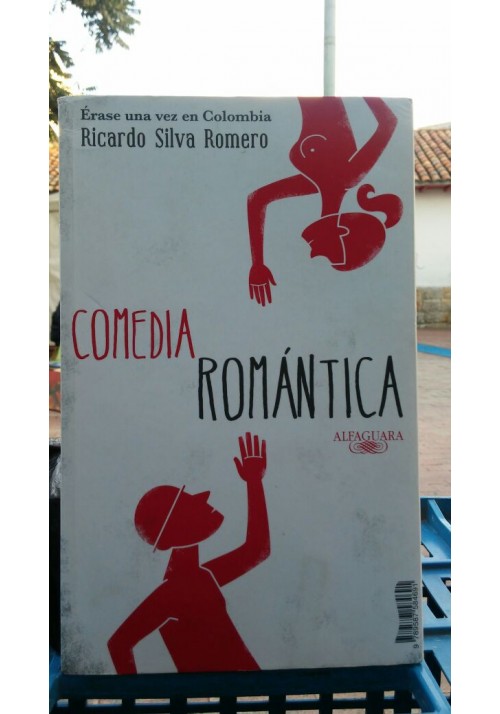 Érase una vez en Colombia
Ricardo Silva Romero
COMEDIA
ROMÁNTICA
ALFAGUARA